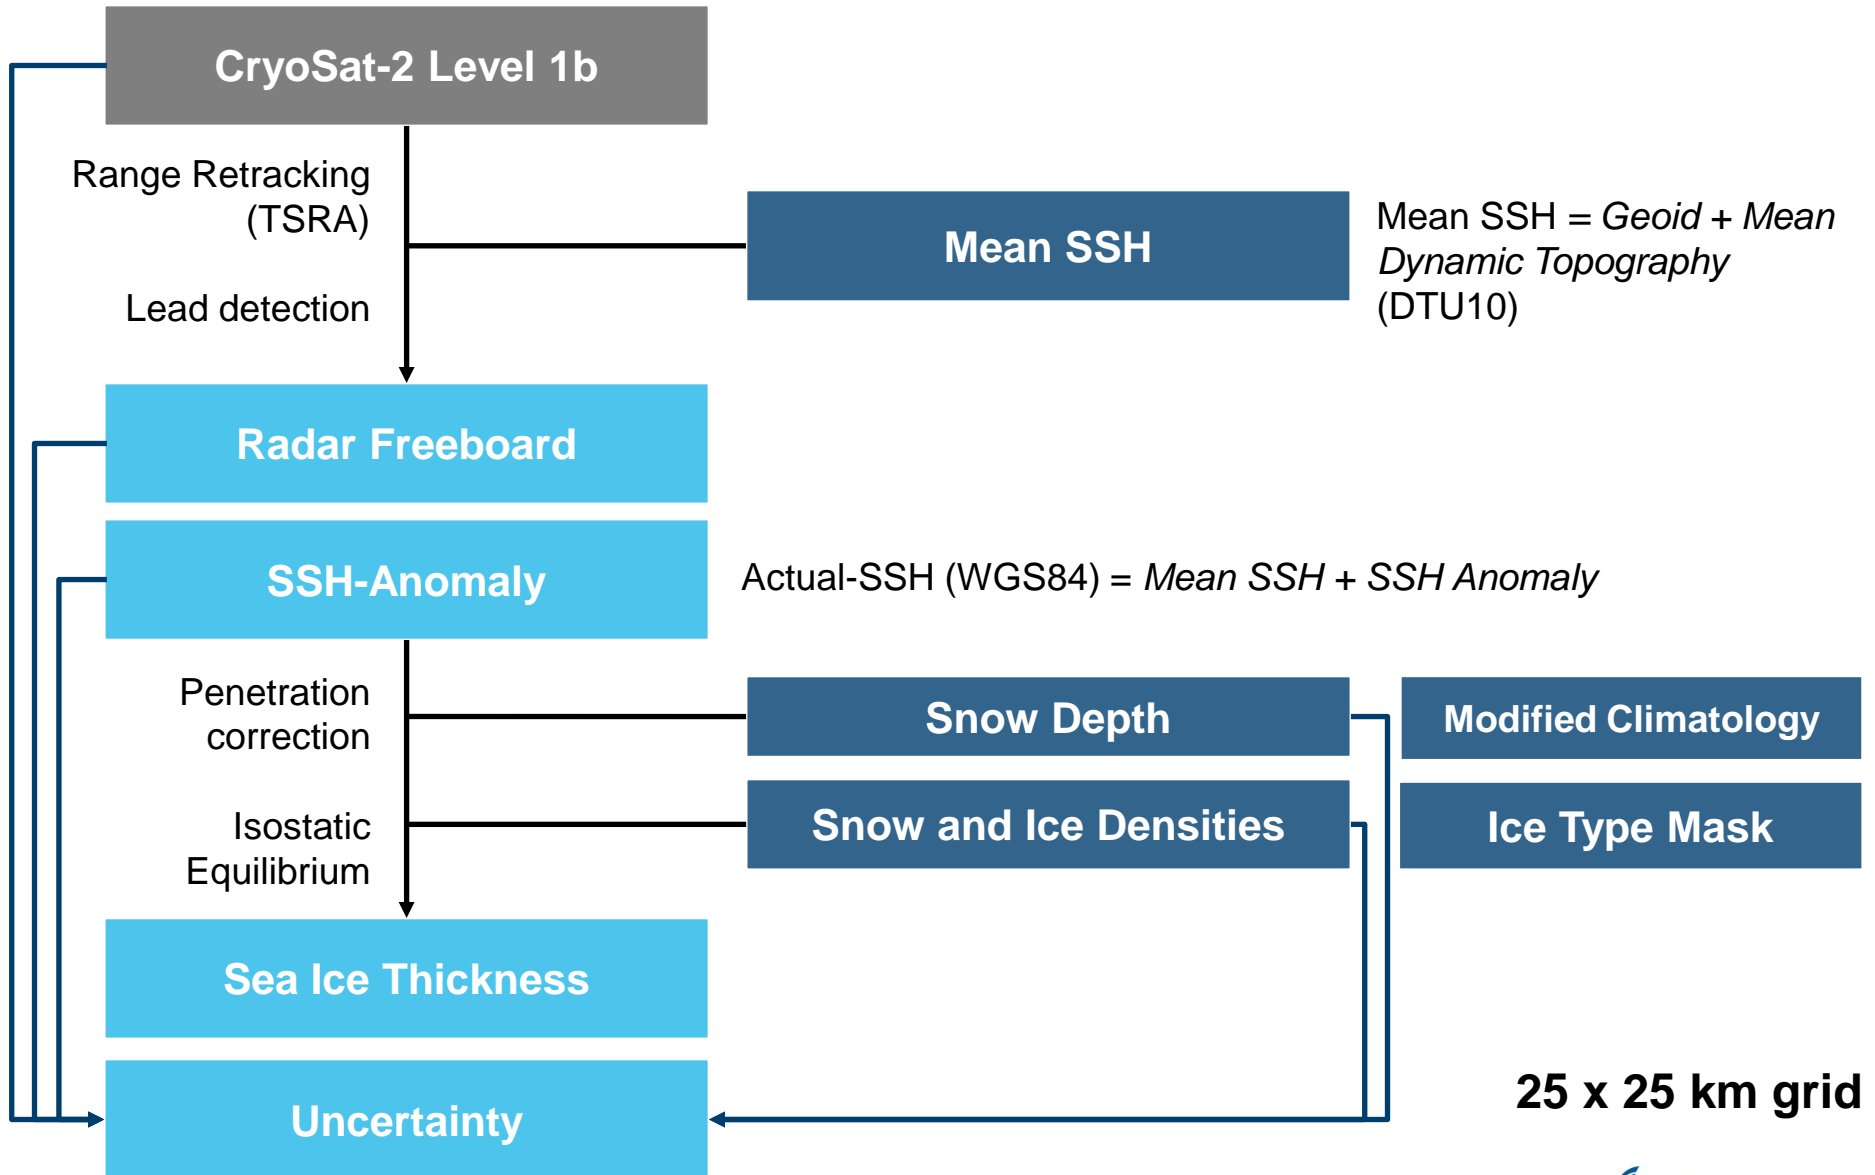 CryoSat-2 Level 1b
Range Retracking
(TSRA)
Lead detection
Mean SSH
Mean SSH = Geoid + Mean
Dynamic Topography
(DTU10)
Radar Freeboard
SSH-Anomaly
Actual-SSH (WGS84) = Mean SSH + SSH Anomaly
Penetration
correction
Snow Depth
Modified Climatology
Isostatic
Equilibrium
Snow and Ice Densities
Ice Type Mask
Sea Ice Thickness
Uncertainty
25 x 25 km grid